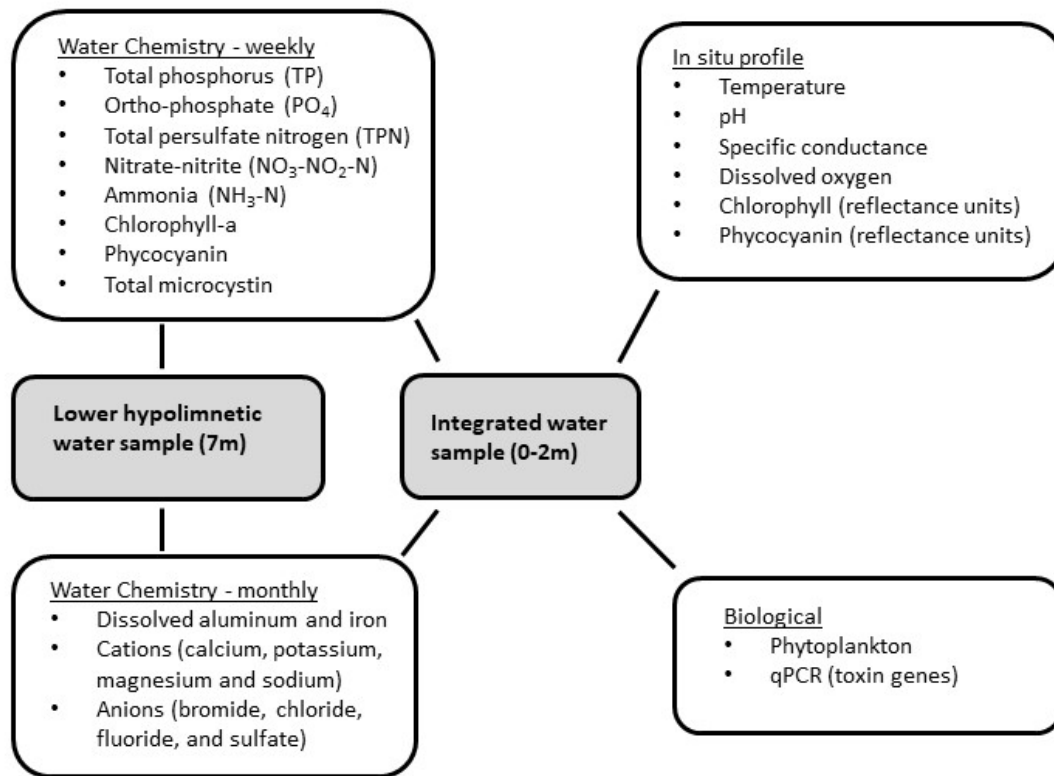 Water Chemistry - weekly
• Total phosphorus (TP)
• Ortho-phosphate (PO₄)
• Total persulfate nitrogen (TPN)
• Nitrate-nitrite (NO₃-NO₂-N)
• Ammonia (NH₃-N)
• Chlorophyll-a
• Phycocyanin
• Total microcystin
In situ profile
• Temperature
• pH
• Specific conductance
• Dissolved oxygen
• Chlorophyll (reflectance units)
• Phycocyanin (reflectance units)
Lower hypolimnetic
water sample (7m)
Integrated water
sample (0-2m)
Water Chemistry - monthly
• Dissolved aluminum and iron
• Cations (calcium, potassium,
magnesium and sodium)
• Anions (bromide, chloride,
fluoride, and sulfate)
Biological
• Phytoplankton
• qPCR (toxin genes)